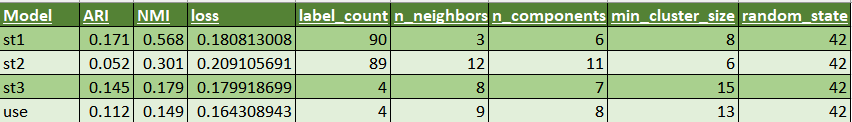 Model ARI NMI loss label_count n_neighbors n_components min_cluster_size random_state
st1 0.171 0.568 0.180813008 90 3 6 8 42
st2 0.052 0.301 0.209105691 89 12 11 6 42
st3 0.145 0.179 0.179918699 4 8 7 15 42
use 0.112 0.149 0.164308943 4 9 8 13 42